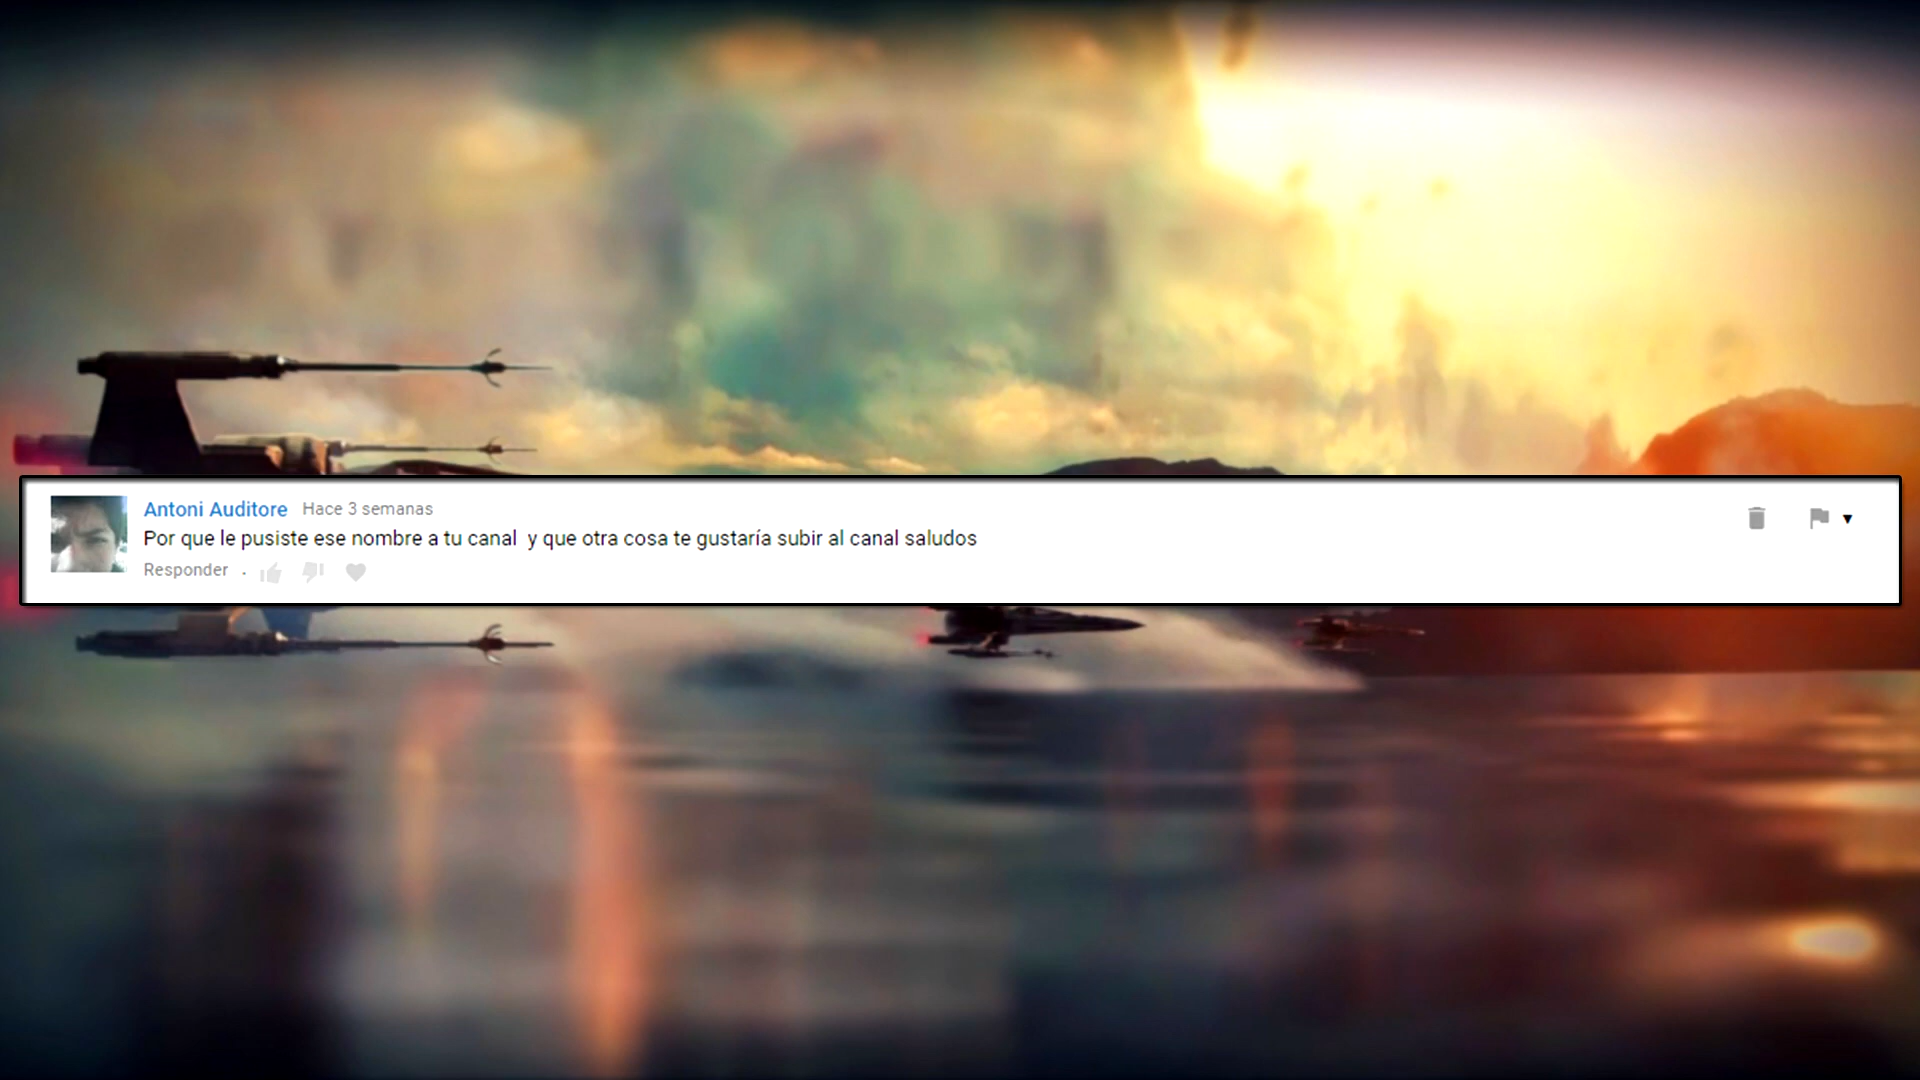 Antoni Auditore Hace 3 semanas
Por que le pusiste ese nombre a tu canal  y que otra cosa te gustaría subir al canal saludos
Responder .